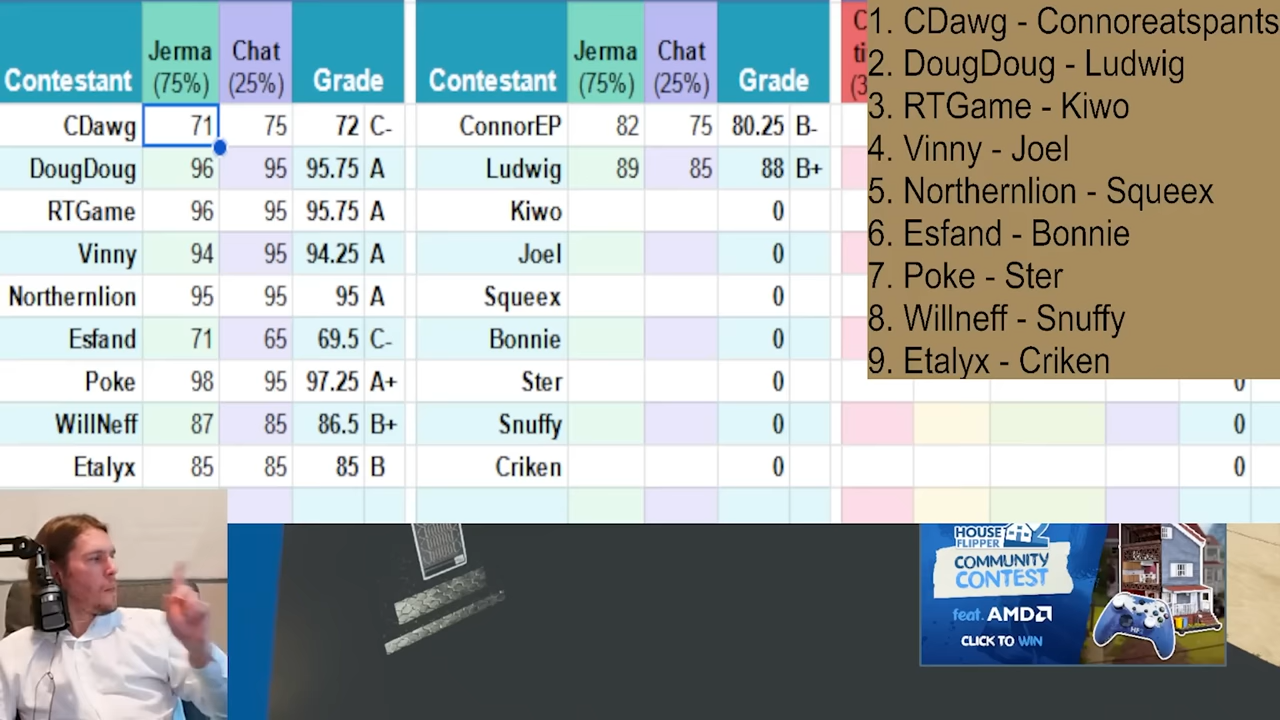 Contestant Jerma (75%) Chat (25%) Grade Contestant Jerma (75%) Chat (25%) Grade
CDawg 71 75 72 C- ConnorEP 82 75 80.25 B-
DougDoug 96 95 95.75 A Ludwig 89 85 88 B+
RTGame 96 95 95.75 A Kiwo 0
Vinny 94 95 94.25 A Joel 0
Northernlion 95 95 95 A Squeex 0
Esfand 71 65 69.5 C- Bonnie 0
Poke 98 95 97.25 A+ Ster 0 0
WillNeff 87 85 86.5 B+ Snuffy 0 0
Etalyx 85 85 85 B Criken 0 0
1. CDawg - Connoreatspants
2. DougDoug - Ludwig
3. RTGame - Kiwo
4. Vinny - Joel
5. Northernlion - Squeex
6. Esfand - Bonnie
7. Poke - Ster
8. Willneff - Snuffy
9. Etalyx - Criken
HOUSE
FLIPPER 2
COMMUNITY
CONTEST
feat. AMD
CLICK TO WIN